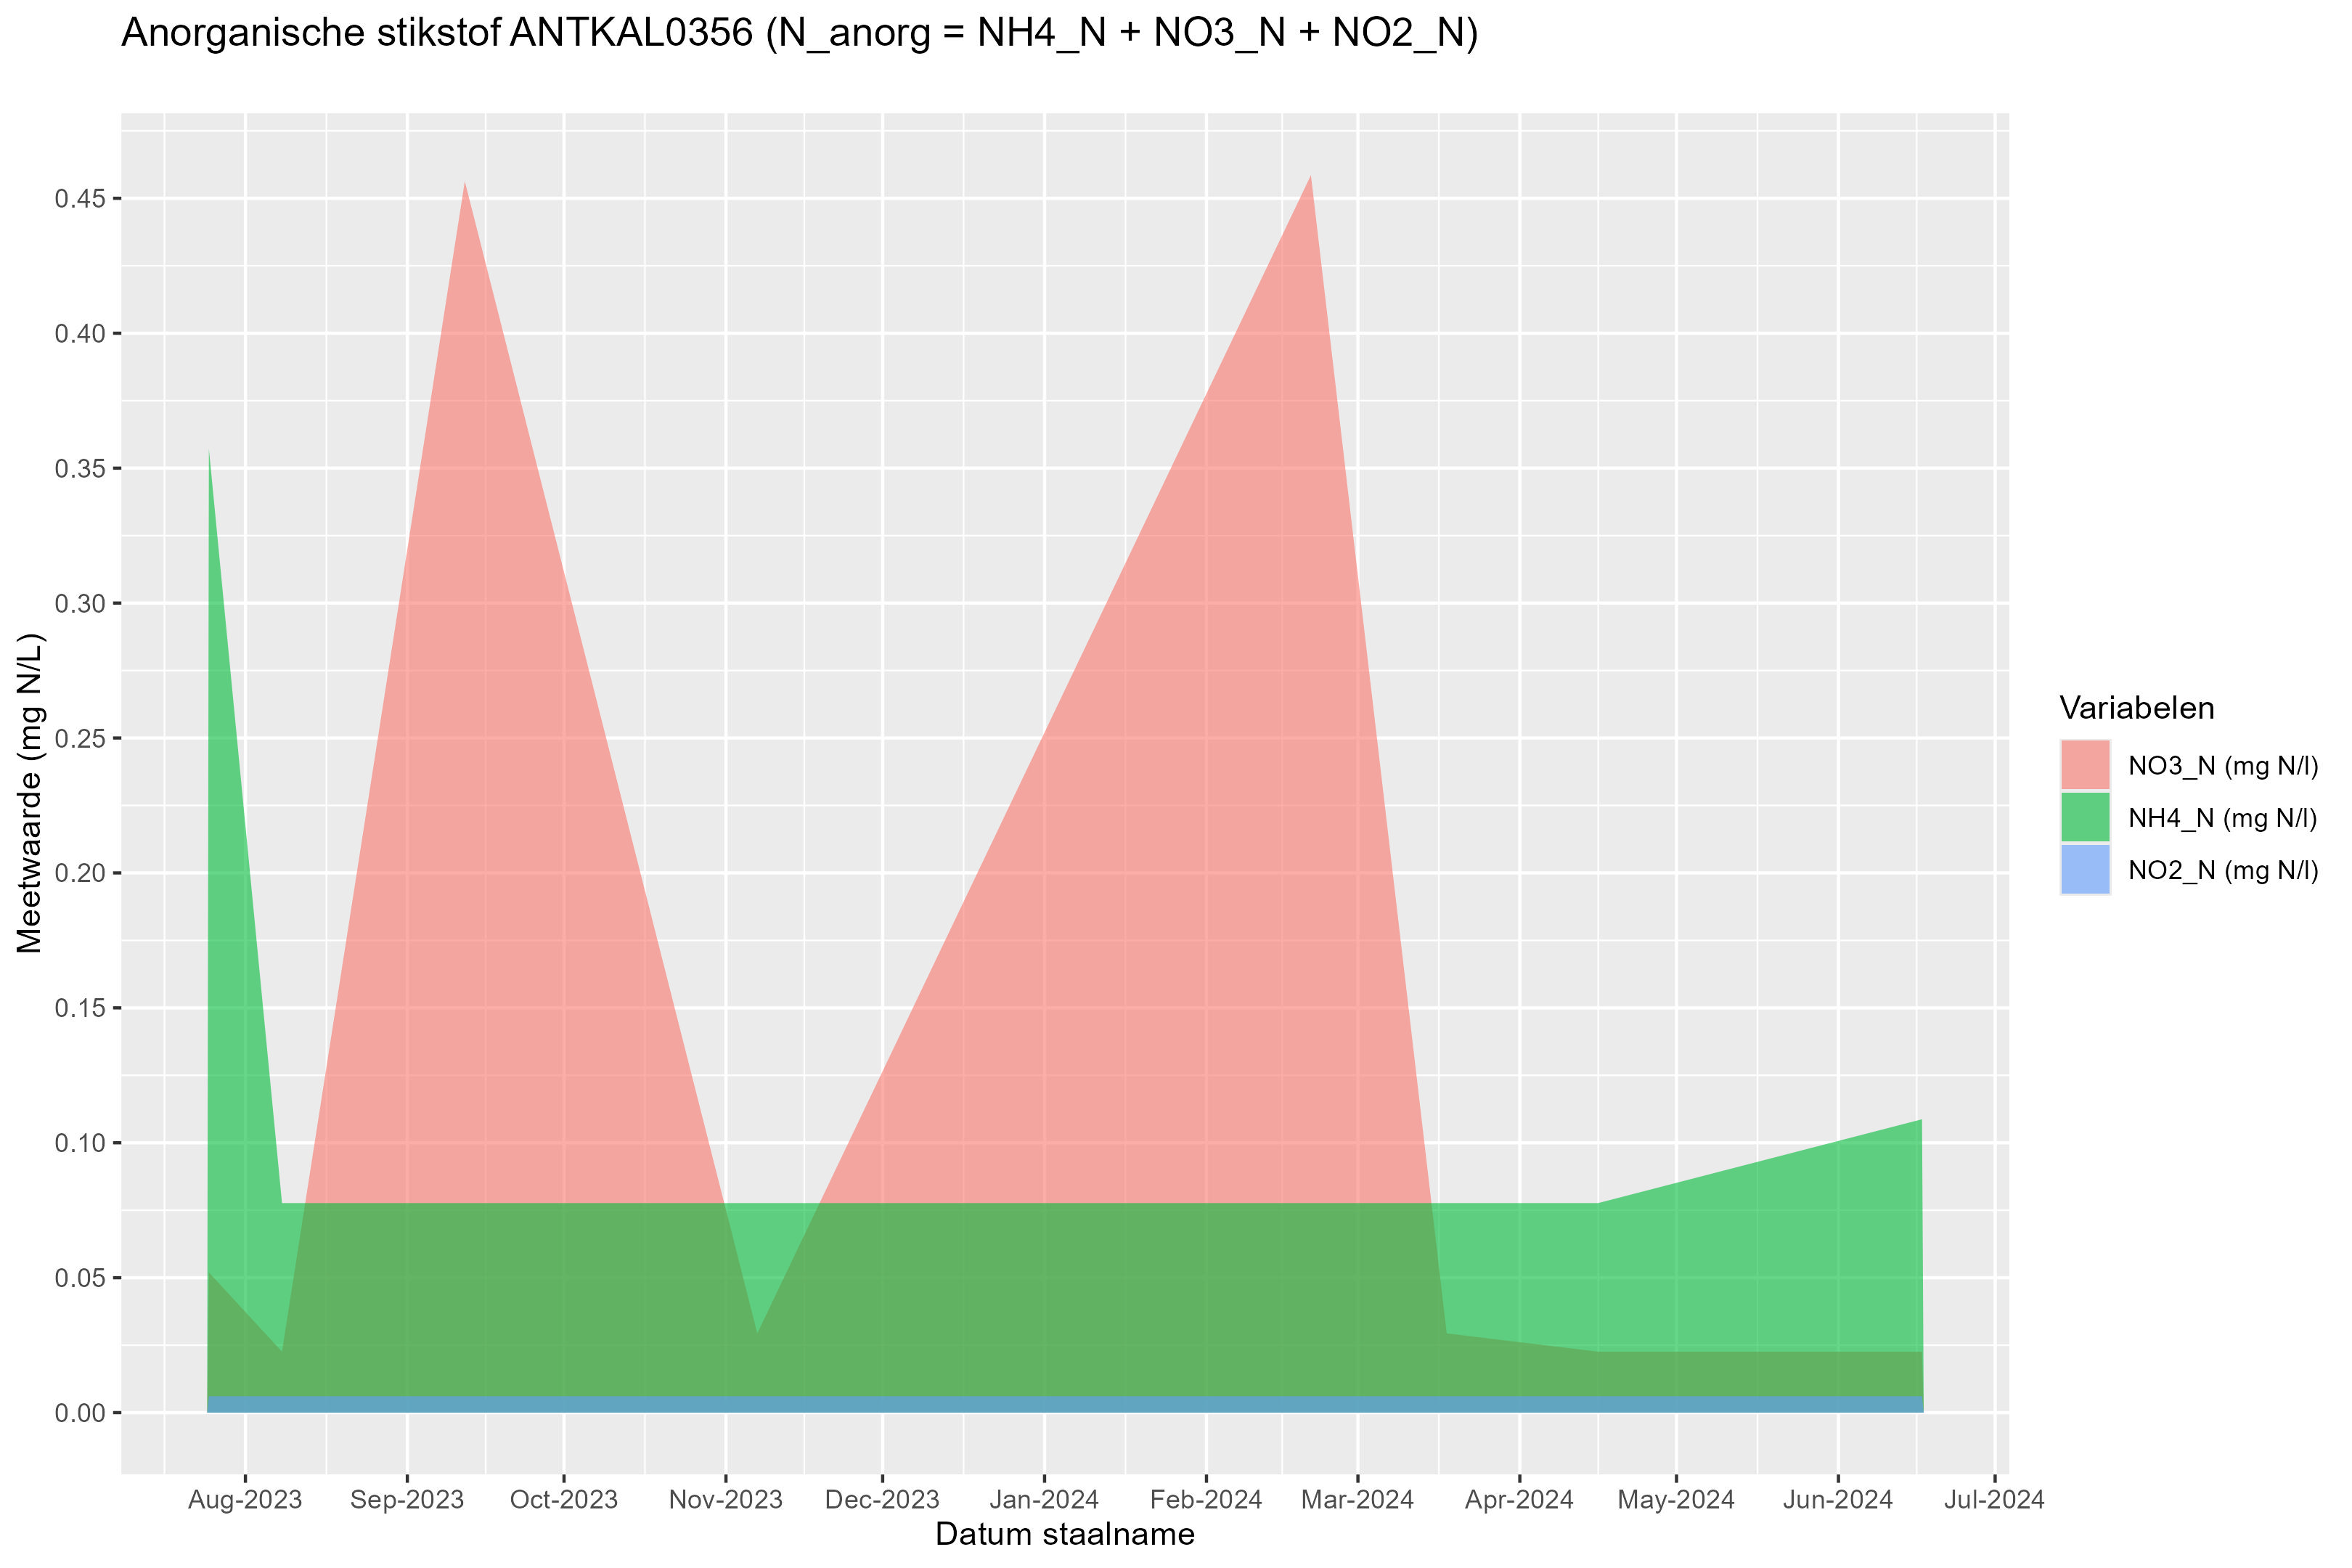 Anorganische stikstof ANTKAL0356 (N_anorg = NH4_N + NO3_N + NO2_N)
Meetwaarde (mg N/L)
0.45
0.40
0.35
0.30
0.25
0.20
0.15
0.10
0.05
0.00
Aug-2023 Sep-2023 Oct-2023 Nov-2023 Dec-2023 Jan-2024 Feb-2024 Mar-2024 Apr-2024 May-2024 Jun-2024 Jul-2024
Datum staalname
Variabelen
NO3_N (mg N/l)
NH4_N (mg N/l)
NO2_N (mg N/l)